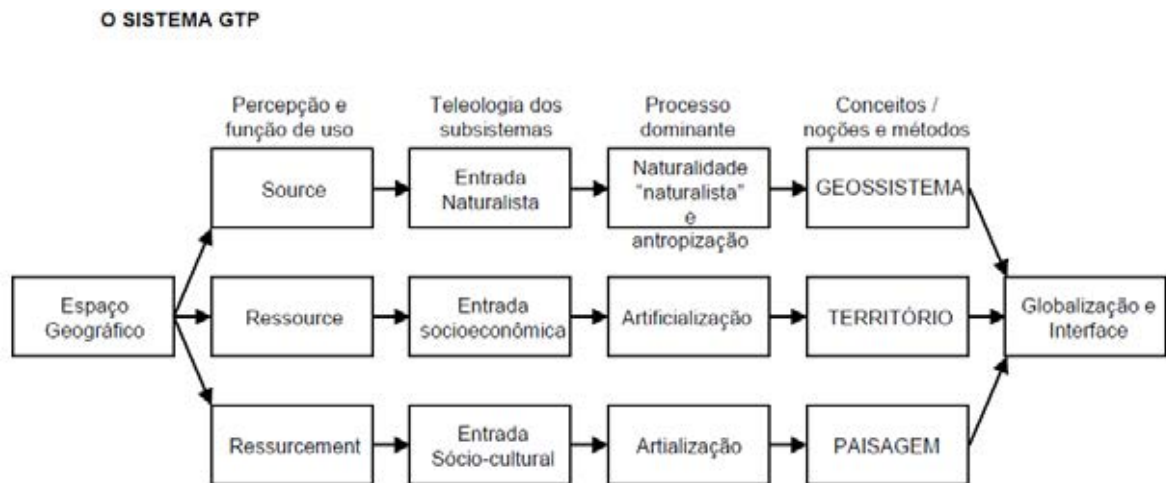 O SISTEMA GTP
Percepção e
função de uso
Teleologia dos
subsistemas
Processo
dominante
Conceitos /
noções e métodos
Source
Entrada
Naturalista
Naturalidade
"naturalista"
e
antropização
GEOSSISTEMA
Espaço
Geográfico
Ressource
Entrada
socioeconômica
Artificialização
TERRITÓRIO
Globalização e
Interface
Ressurcement
Entrada
Sócio-cultural
Artialização
PAISAGEM